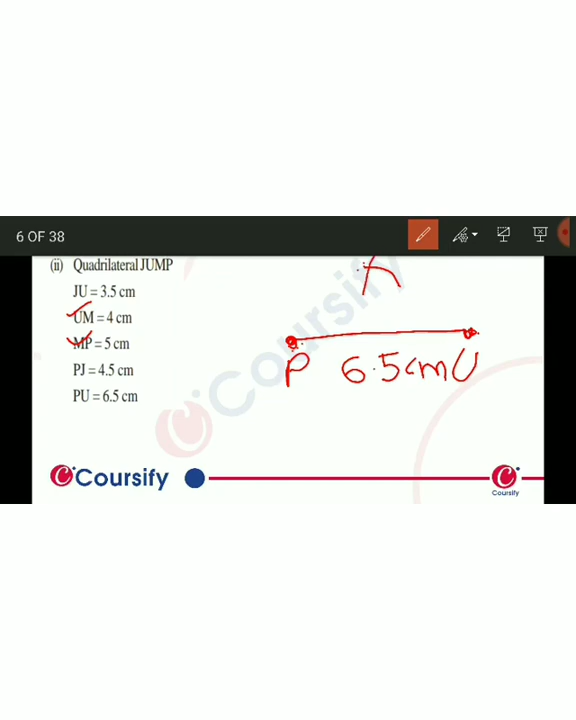 6 OF 38
(ii) Quadrilateral JUMP
JU = 3.5 cm
UM = 4 cm
MP = 5 cm
PJ = 4.5 cm
PU = 6.5 cm
P 6.5cm U
Coursify
Coursify
Coursify